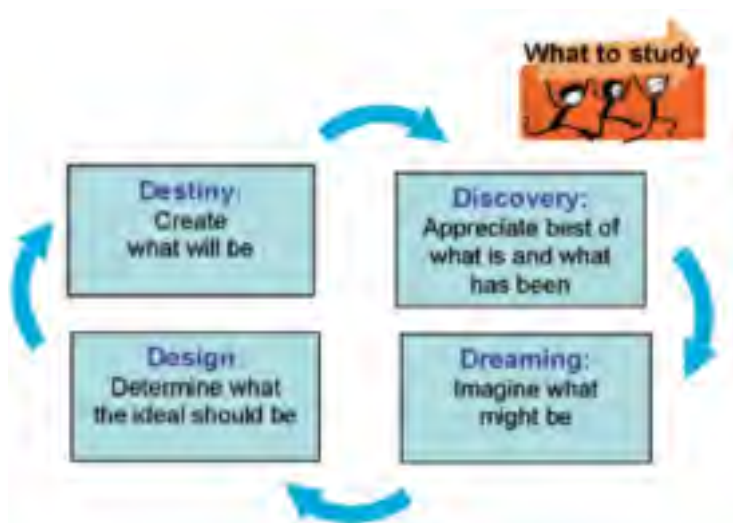 What to study
Destiny:
Create
what will be
Discovery:
Appreciate best of
what is and what
has been
Design:
Determine what
the ideal should be
Dreaming:
Imagine what
might be